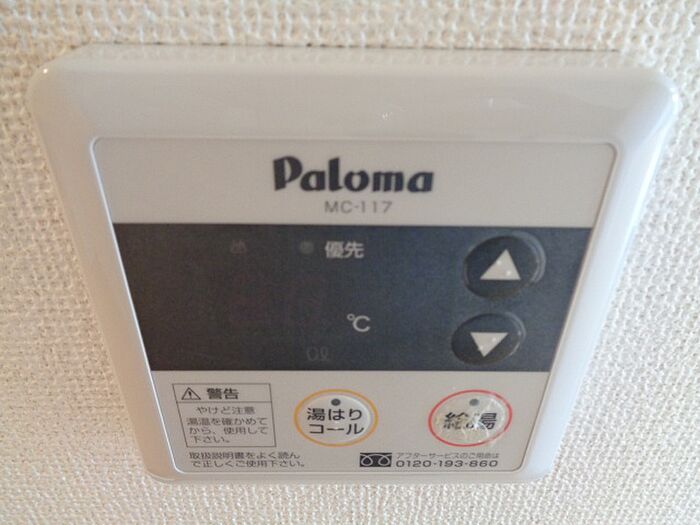 Paloma
MC-117
優先
℃
0ℓ
警告
やけど注意
湯温を確かめて
から、使用して
下さい。
取扱説明書をよく読ん
で正しくご使用下さい。
湯はり
コール
給湯
アフターサービスのご用命は
0120-193-860